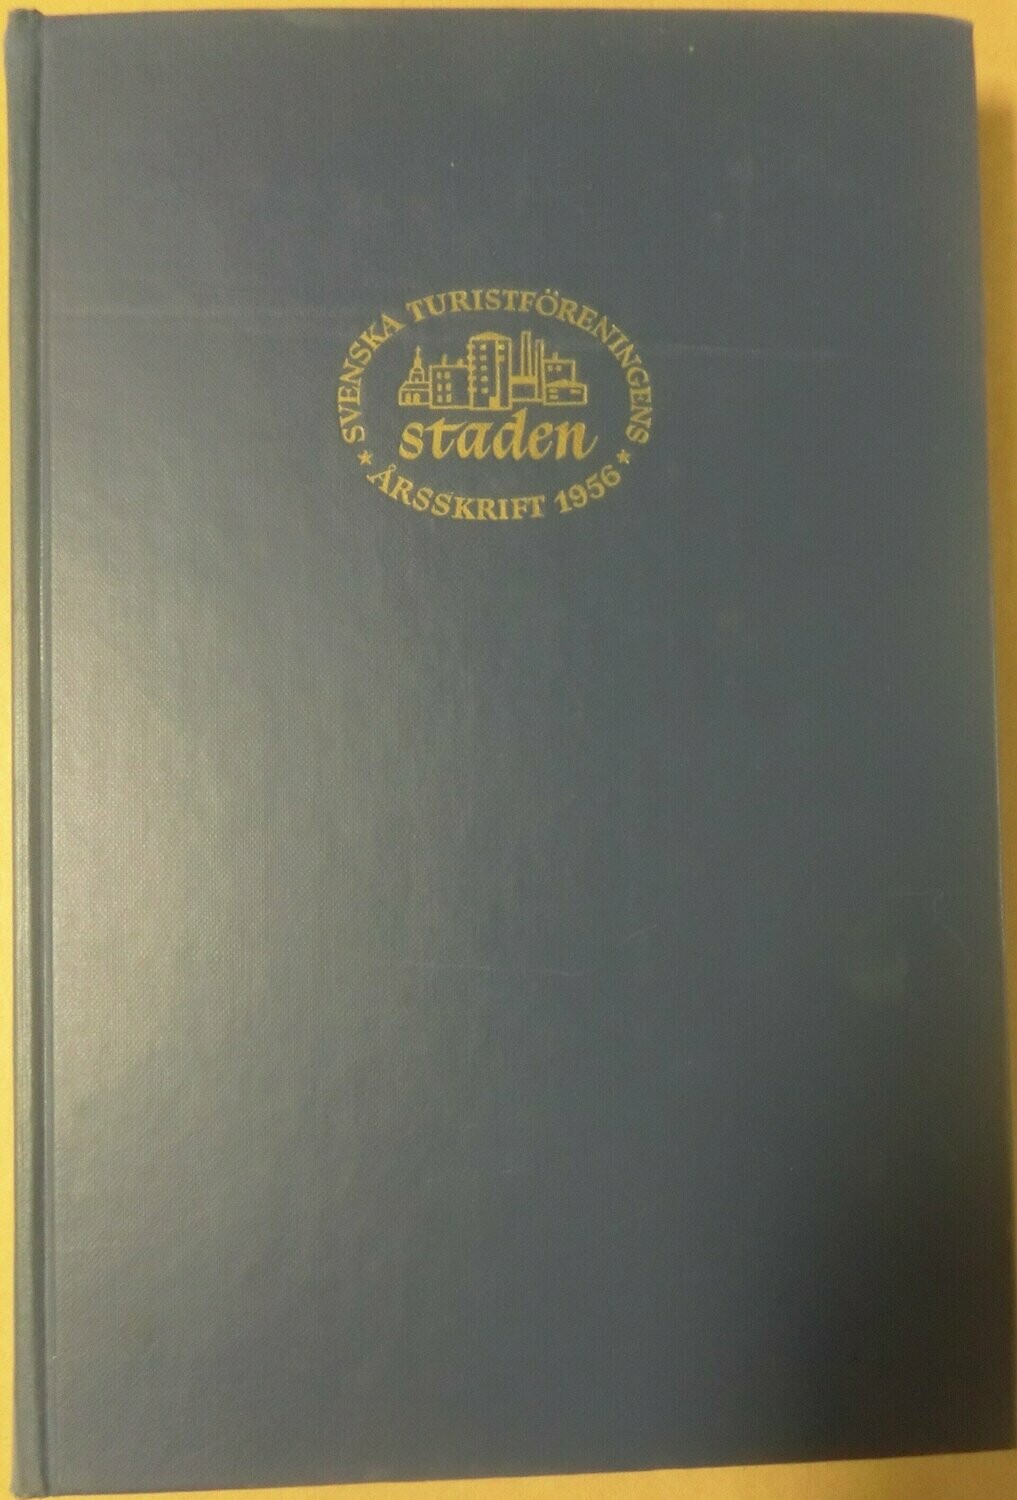 SVENSKA TURISTFÖRENINGENS
staden
* ÅRSSKRIFT 1956 *